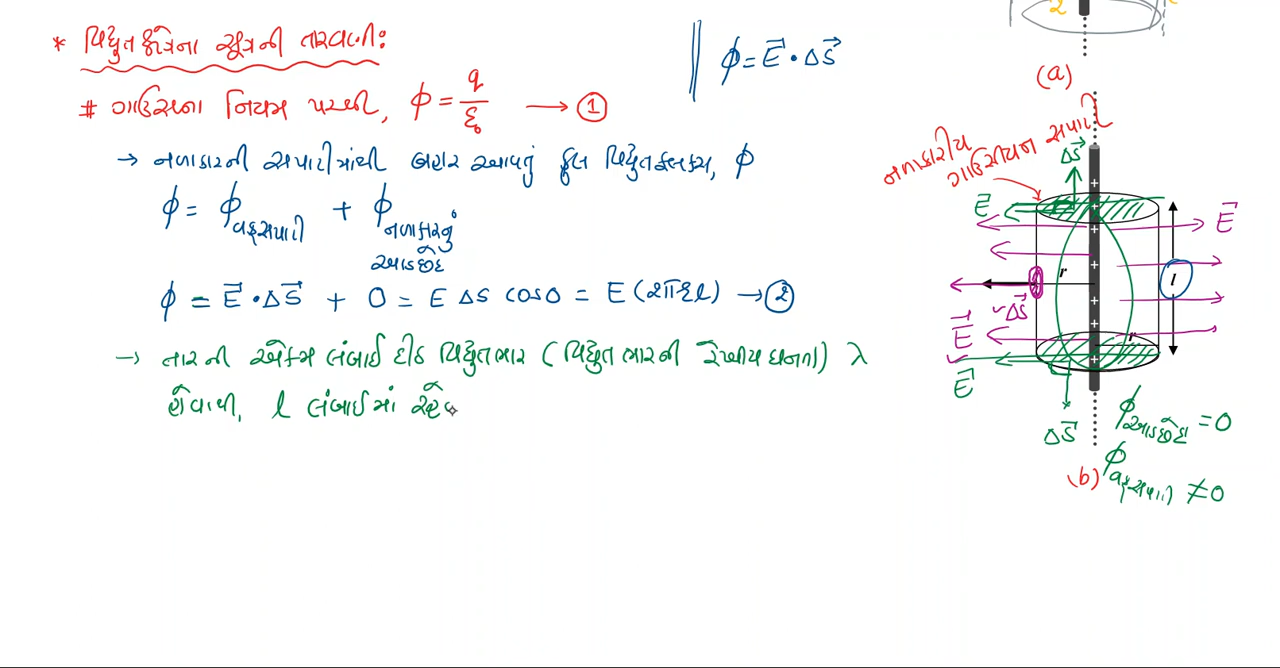 * વિદ્યુતક્ષેત્રના સૂત્રની તારવણી:
# ગાઉસના નિયમ પરથી, ϕ = q/ε₀ ⟶ ①
→ નળાકારની સપાટીમાંથી બહાર આવતું કુલ વિદ્યુતફ્લક્સ, ϕ
ϕ = ϕ વક્રસપાટી + ϕ નળાકારનું
આડછેદ
ϕ = E⃗ · ΔS⃗ + 0 = E ΔS cos0 = E(2πrl) → ②
→ તારની એકમ લંબાઈ દીઠ વિદ્યુતભાર (વિદ્યુતભારની રેખીય ઘનતા) λ
હોવાથી, l લંબાઈમાં
ϕ = E⃗ · ΔS⃗
2
(a)
નળાકારીય
ગાઉસીયન સપાટી
ΔS⃗
E⃗
E⃗
r
l
ΔS⃗
E⃗
r
E⃗
ΔS⃗
ϕ આડછેદ = 0
(b)
ϕ વક્રસપાટી ≠ 0